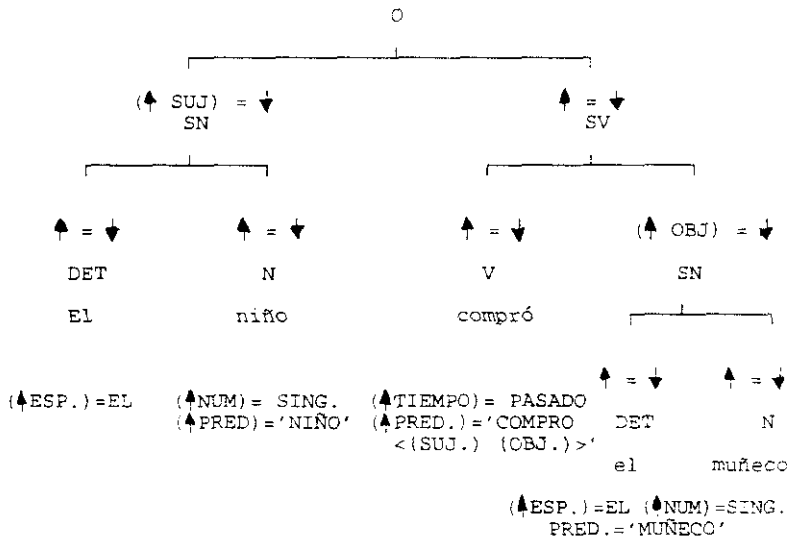 O
(↑ SUJ) = ↓ ↑ = ↓
SN SV
↑ = ↓ ↑ = ↓ ↑ = ↓ (↑ OBJ) = ↓
DET N V SN
El niño compró
↑ = ↓ ↑ = ↓
(↑ESP.)=EL (↑NUM)= SING. (↑TIEMPO)= PASADO
(↑PRED)='NIÑO' (↑PRED.)='COMPRO DET N
<(SUJ.) (OBJ.)>'
el muñeco
(↑ESP.)=EL (↑NUM)=SING.
PRED.='MUÑECO'